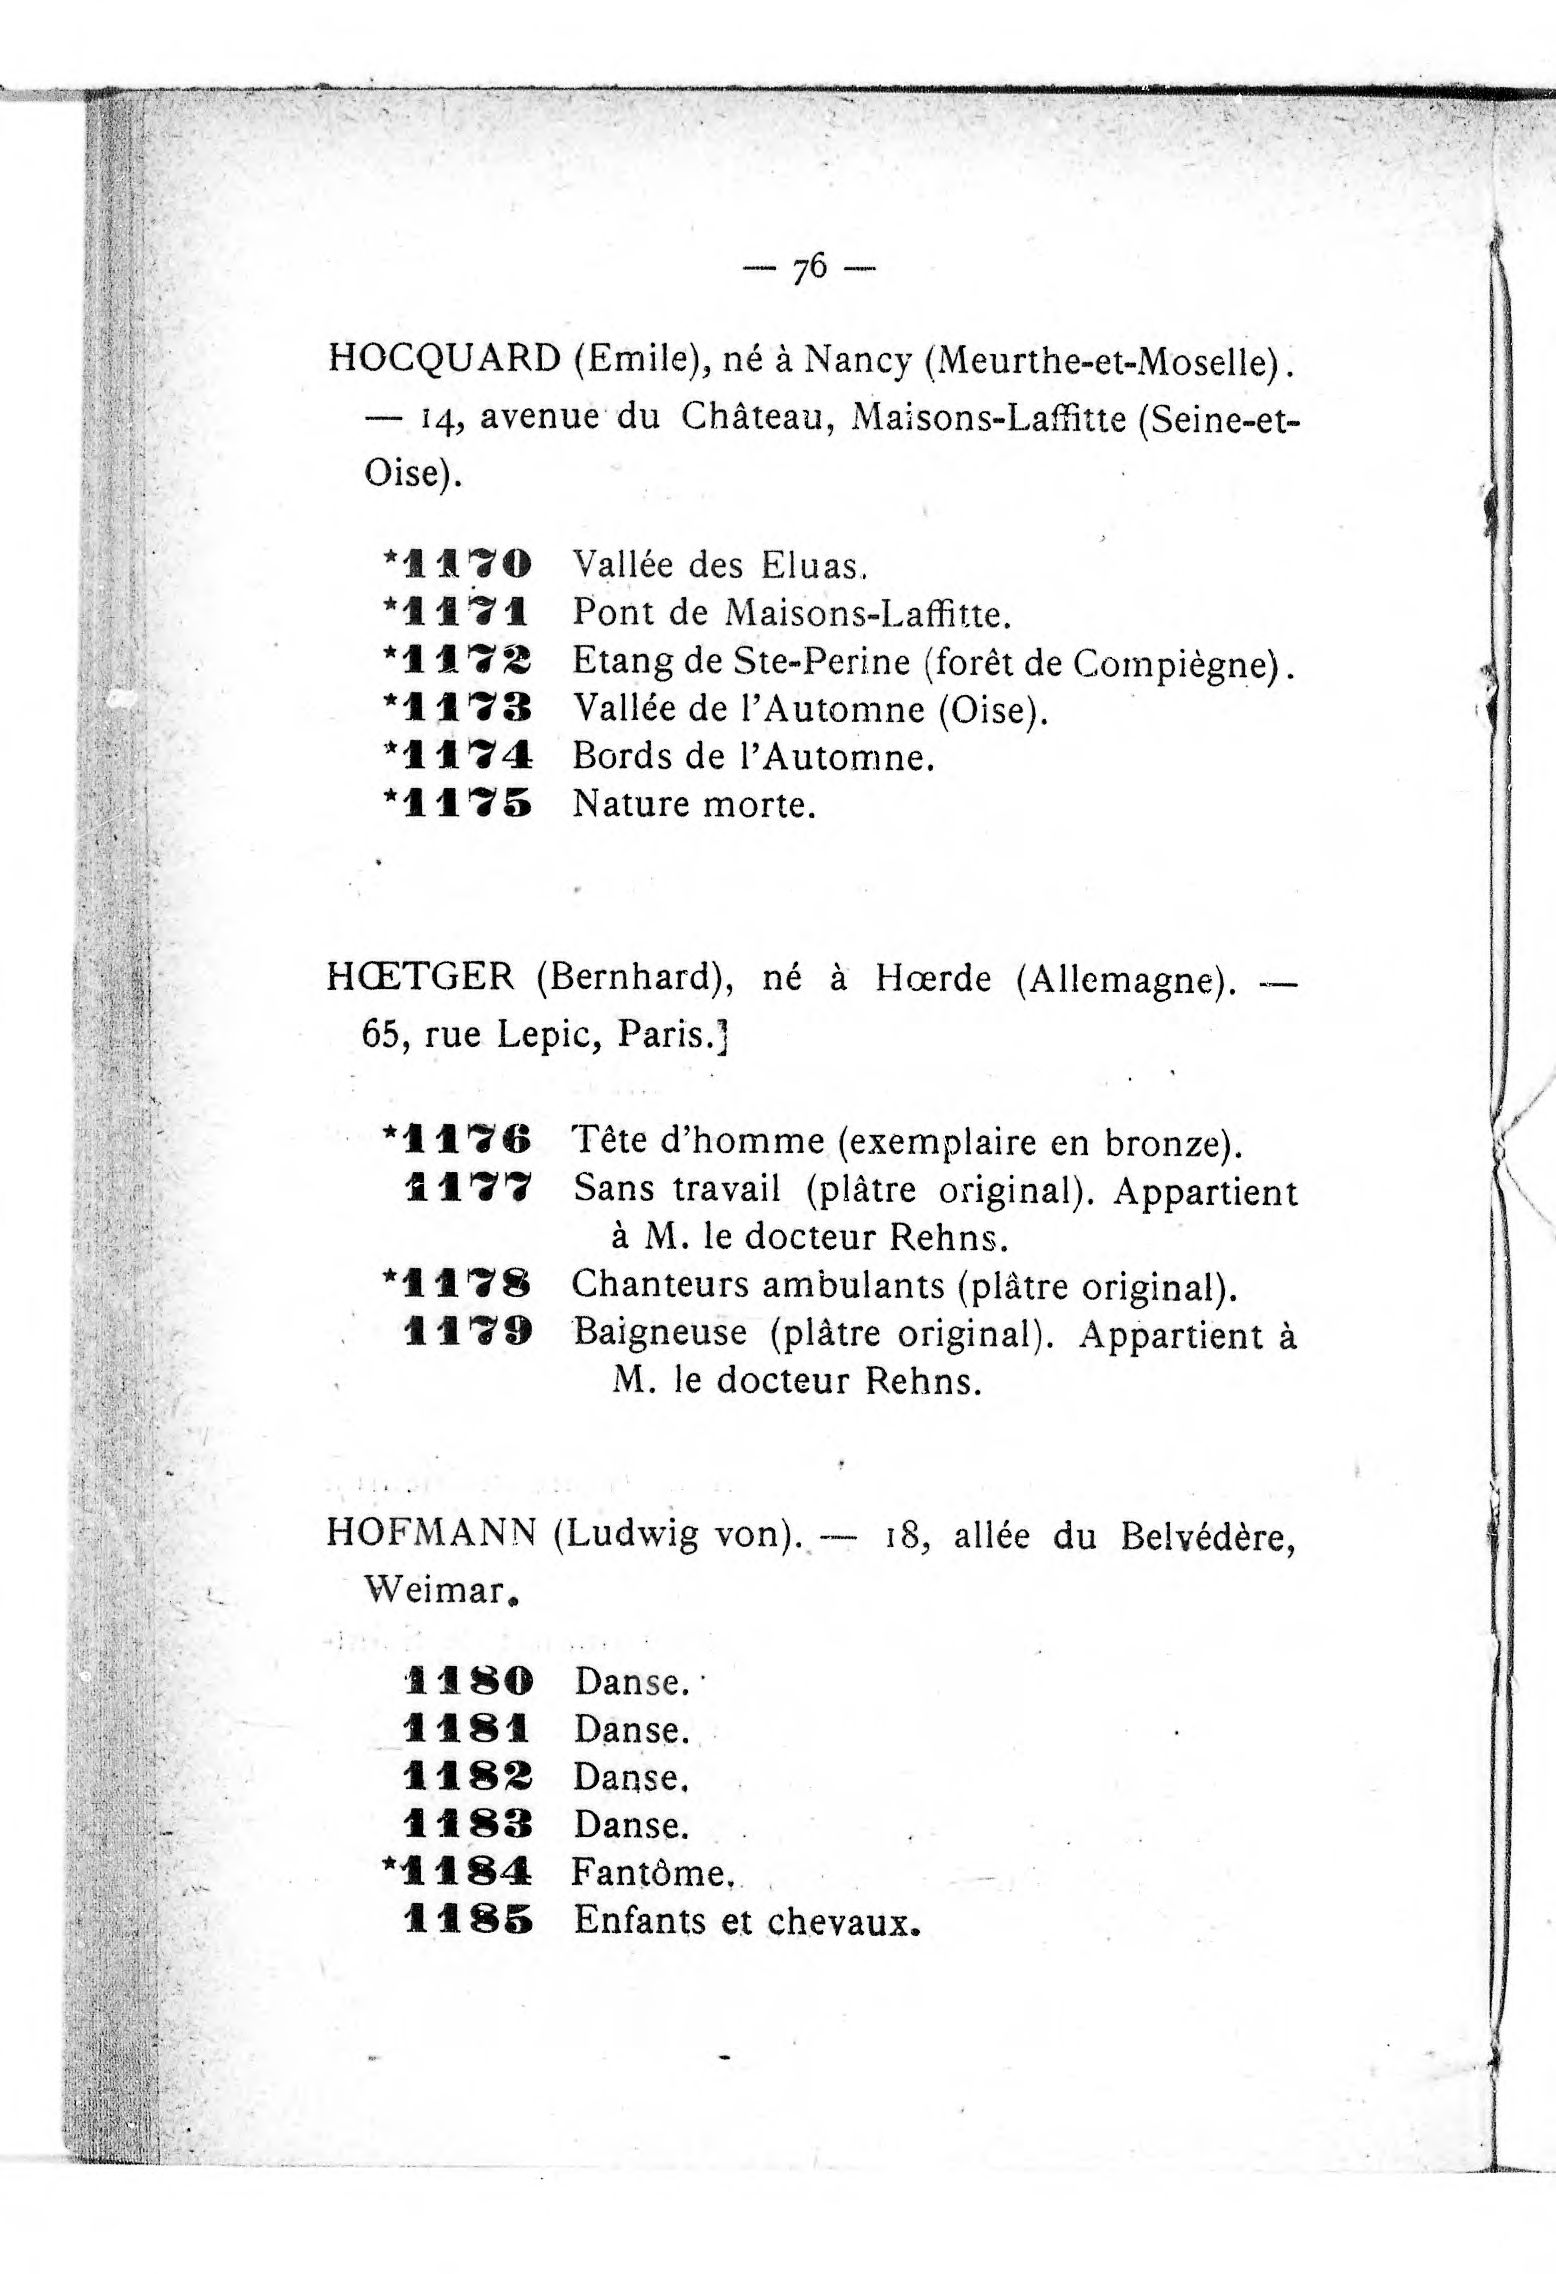 — 76 —
HOCQUARD (Emile), né à Nancy (Meurthe-et-Moselle).
— 14, avenue du Château, Maisons-Laffitte (Seine-et-
Oise).
*1170 Vallée des Eluas.
*1171 Pont de Maisons-Laffitte.
*1172 Etang de Ste-Perine (forêt de Compiègne).
*1173 Vallée de l'Automne (Oise).
*1174 Bords de l'Automne.
*1175 Nature morte.
HŒTGER (Bernhard), né à Hœrde (Allemagne). —
65, rue Lepic, Paris.]
*1176 Tête d'homme (exemplaire en bronze).
1177 Sans travail (plâtre original). Appartient
à M. le docteur Rehns.
*1178 Chanteurs ambulants (plâtre original).
1179 Baigneuse (plâtre original). Appartient à
M. le docteur Rehns.
HOFMANN (Ludwig von). — 18, allée du Belvédère,
Weimar.
1180 Danse.
1181 Danse.
1182 Danse.
1183 Danse.
*1184 Fantôme.
1185 Enfants et chevaux.